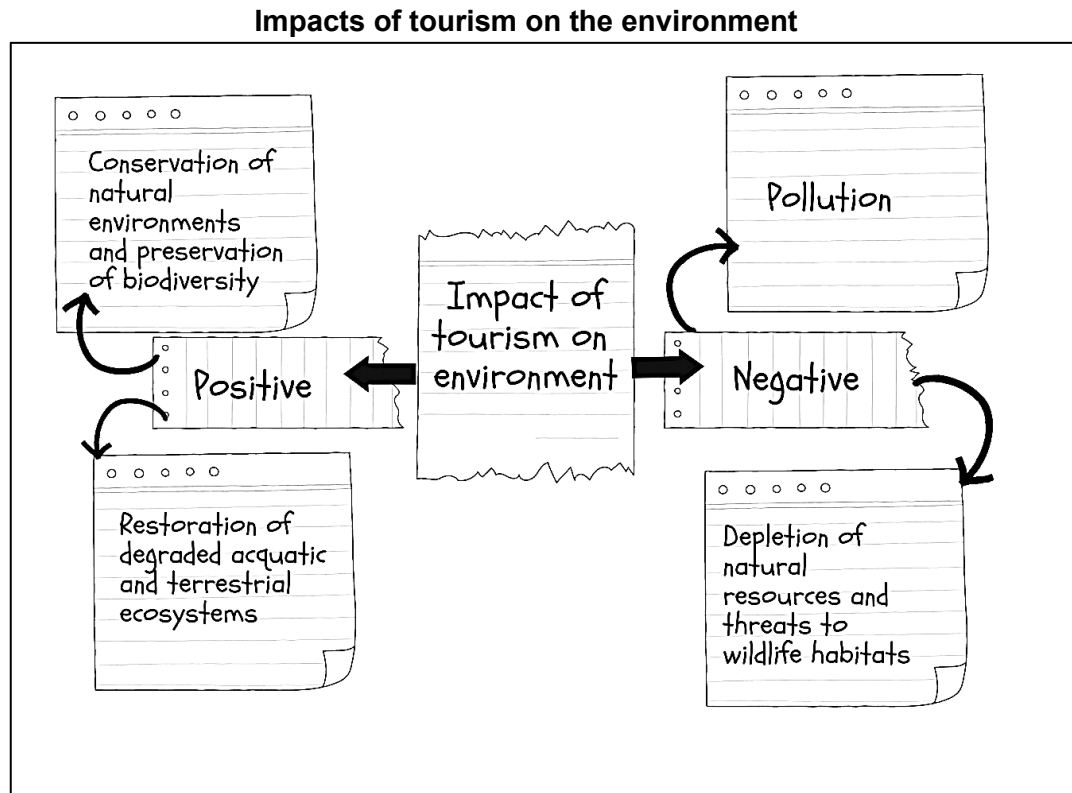 Impacts of tourism on the environment
Conservation of
natural
environments
and preservation
of biodiversity
Pollution
Impact of
tourism on
environment
Positive
Negative
Restoration of
degraded acquatic
and terrestrial
ecosystems
Depletion of
natural
resources and
threats to
wildlife habitats